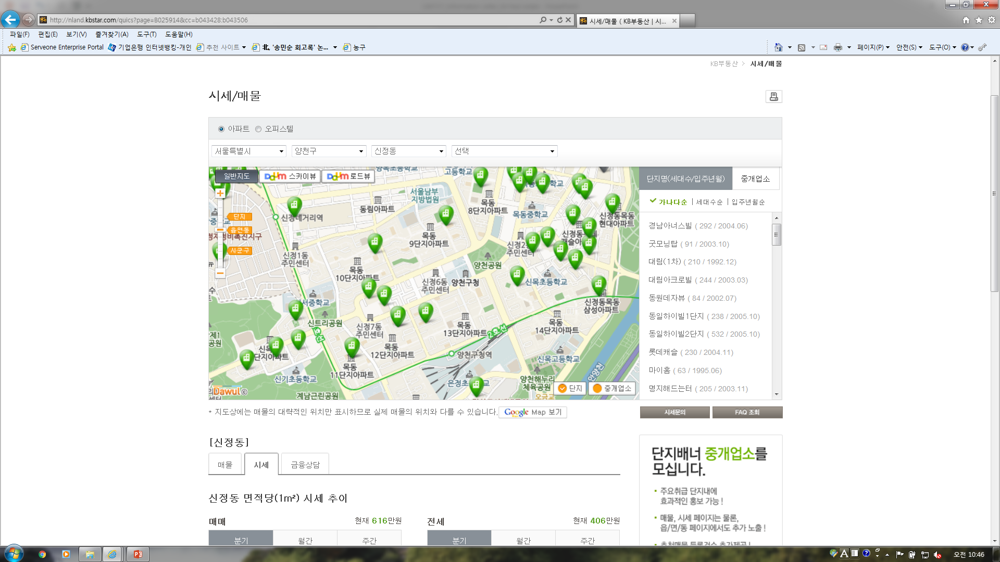 http://nland.kbstar.com/quics?page=B025914&cc=b043428:b043506
시세/매물 ( KB부동산 | 시...
파일(F) 편집(E) 보기(V) 즐겨찾기(A) 도구(T) 도움말(H)
Serveone Enterprise Portal 기업은행 인터넷뱅킹-개인 추천 사이트 北, '송민순 회고록' 논... 농구
페이지(P) 안전(S) 도구(O)
KB부동산 > 시세/매물
시세/매물
아파트 오피스텔
서울특별시 양천구 신정동 선택
일반지도 Daum 스카이뷰 Daum 로드뷰
단지
읍면동
시군구
고등학교
서울남부
지방법원
동림아파트
목동
8단지아파트
목동중학교
신정동목동
현대아파트
신정네거리역
목동
9단지아파트
신정1동
주민센터
목동
10단지아파트
주민센터
양천공원
신정6동
주민센터
양천구청
신목초등학교
신정동목동
삼성아파트
서중학교
신트리공원
신정7동
주민센터
목동
13단지아파트
2호선
목동
14단지아파트
목동
12단지아파트
양천구청역
신목고등학교
단지아파트
목동
11단지아파트
신기초등학교
양천해누리
체육공원
안양천
계남근린공원
Dawul ©
단지 중개업소
단지명(세대수/입주년월) 중개업소
가나다순 | 세대수순 | 입주년월순
경남아너스빌 ( 292 / 2004.06)
굿모닝탑 ( 91 / 2003.10)
대림(1차) ( 210 / 1992.12)
대림아크로빌 ( 244 / 2003.03)
동원데자뷰 ( 84 / 2002.07)
동일하이빌1단지 ( 238 / 2005.10)
동일하이빌2단지 ( 532 / 2005.10)
롯데캐슬 ( 230 / 2004.11)
마이홈 ( 63 / 1995.06)
명지해드는터 ( 205 / 2003.11)
* 지도상에는 매물의 대략적인 위치만 표시하므로 실제 매물의 위치와 다를 수 있습니다. Google Map 보기
시세문의 FAQ 조회
[신정동]
매물 시세 금융상담
신정동 면적당(1m²) 시세 추이
매매 현재 616만원
분기 월간 주간
전세 현재 406만원
분기 월간 주간
단지배너 중개업소를
모십니다.
주요취급 단지내에
효과적인 홍보 가능 !
매물, 시세 페이지는 물론,
읍/면/동 페이지에서도 추가 노출 !
오전 10:46